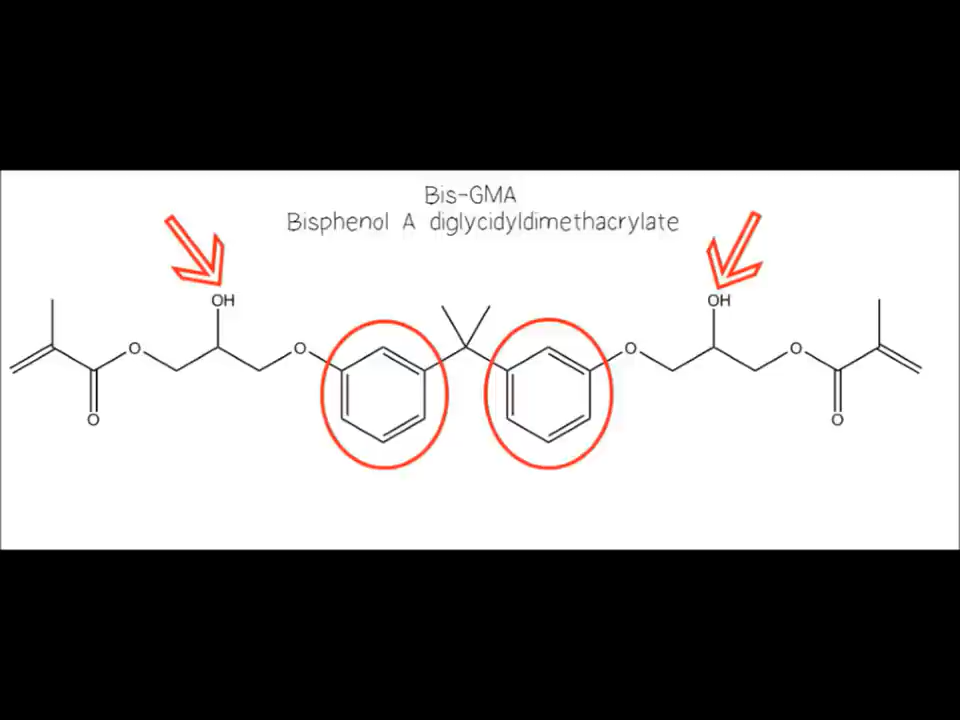 Bis-GMA
Bisphenol A diglycidyldimethacrylate
OH OH
O O O O
O O